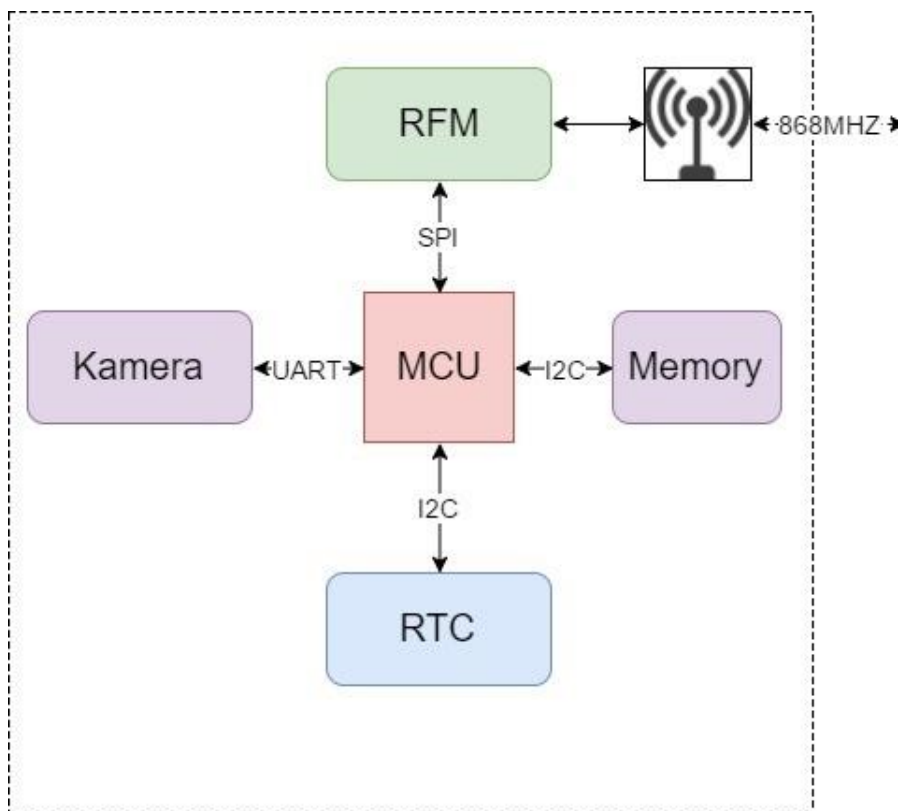 RFM
868MHZ
SPI
Kamera
UART
MCU
I2C
Memory
I2C
RTC